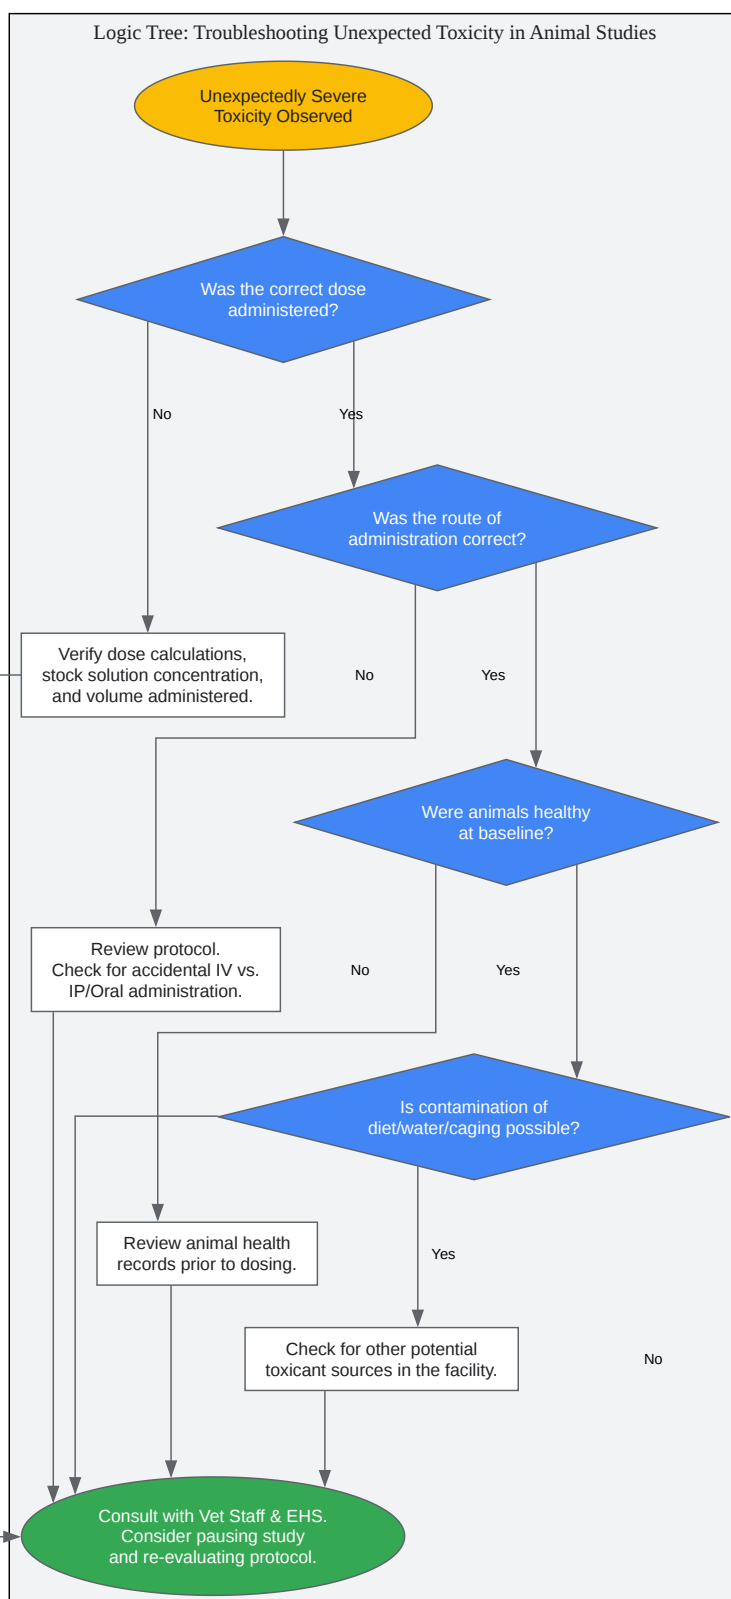 Logic Tree: Troubleshooting Unexpected Toxicity in Animal Studies
Unexpectedly Severe
Toxicity Observed
Was the correct dose
administered?
No
Yes
Was the route of
administration correct?
Verify dose calculations,
stock solution concentration,
and volume administered.
No
Yes
Were animals healthy
at baseline?
Review protocol.
Check for accidental IV vs.
IP/Oral administration.
No
Yes
Is contamination of
diet/water/caging possible?
Review animal health
records prior to dosing.
Yes
Check for other potential
toxicant sources in the facility.
No
Consult with Vet Staff & EHS.
Consider pausing study
and re-evaluating protocol.